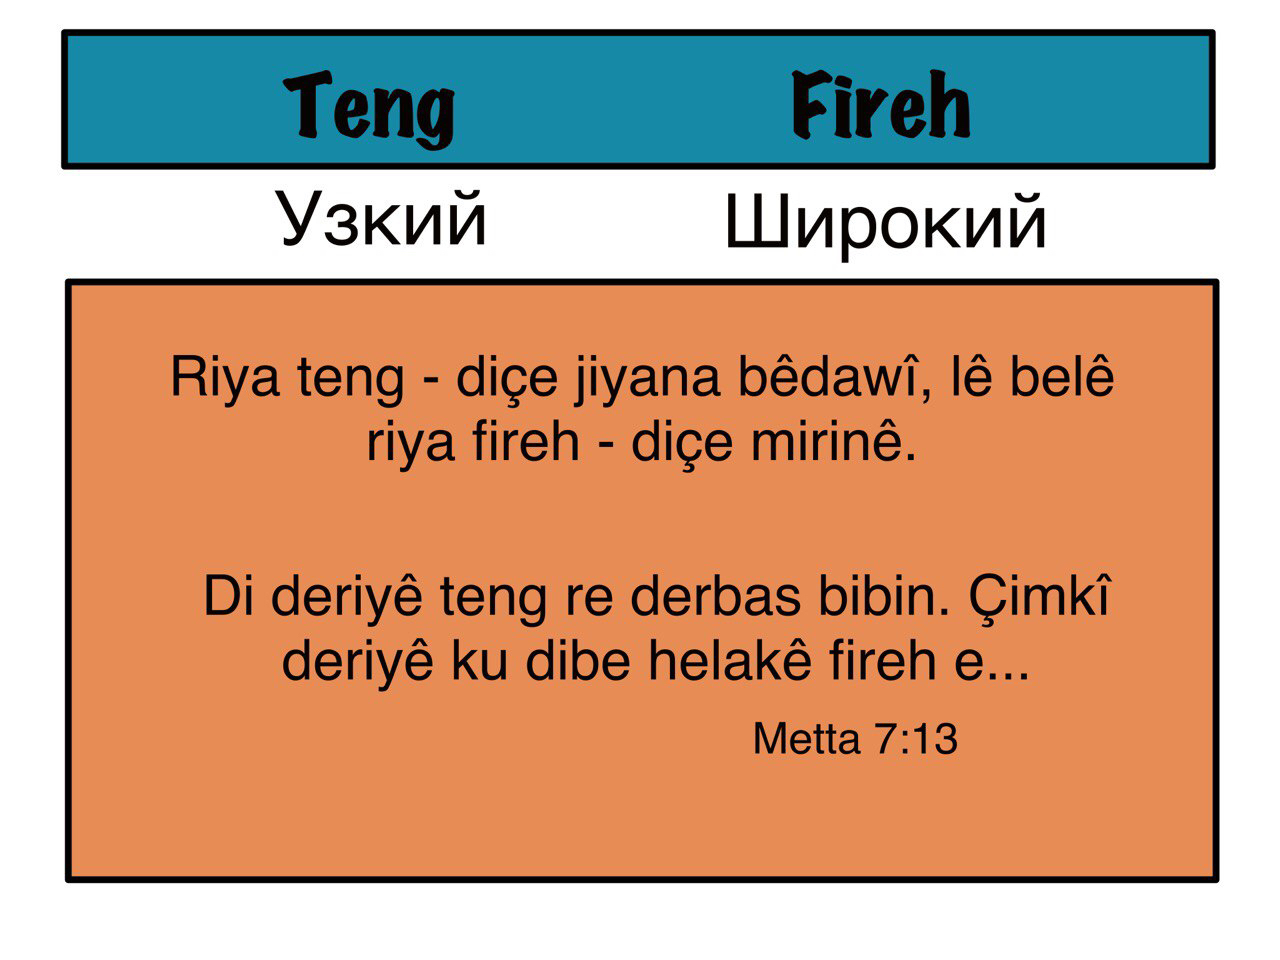 Teng Fireh
Узкий Широкий
Riya teng - diçe jiyana bêdawî, lê belê
riya fireh - diçe mirinê.
Di deriyê teng re derbas bibin. Çimkî
deriyê ku dibe helakê fireh e...
Metta 7:13